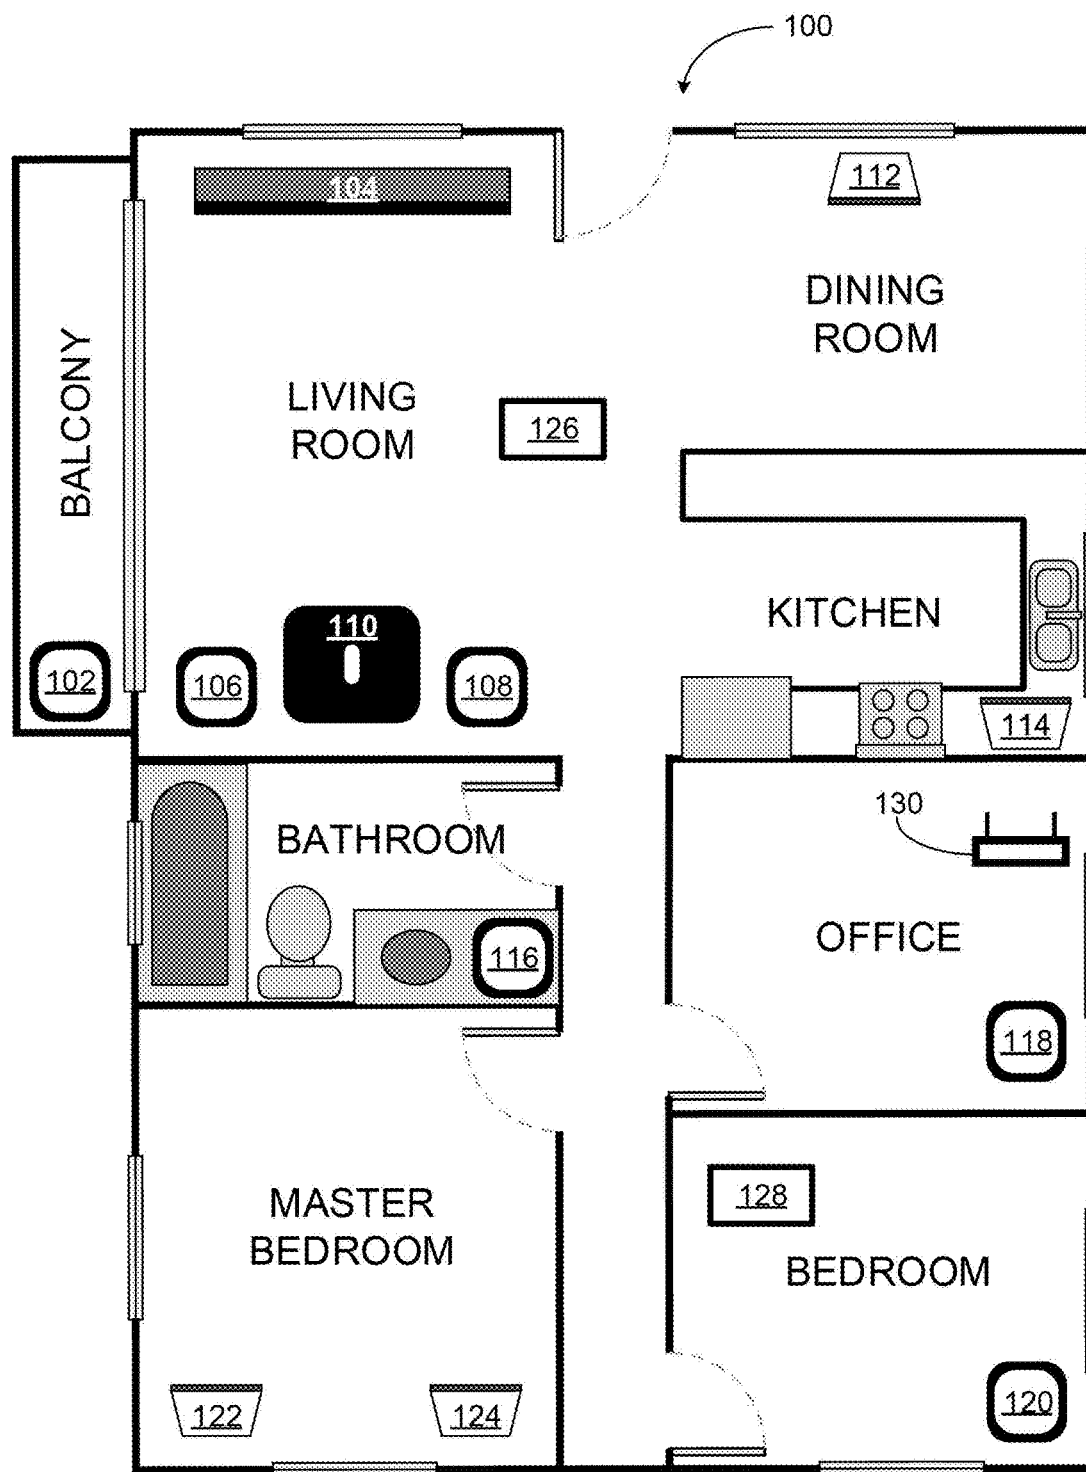 100
104
112
DINING
ROOM
BALCONY
LIVING
ROOM
126
KITCHEN
110
102
106
108
114
130
BATHROOM
OFFICE
116
118
128
MASTER
BEDROOM
BEDROOM
122
124
120